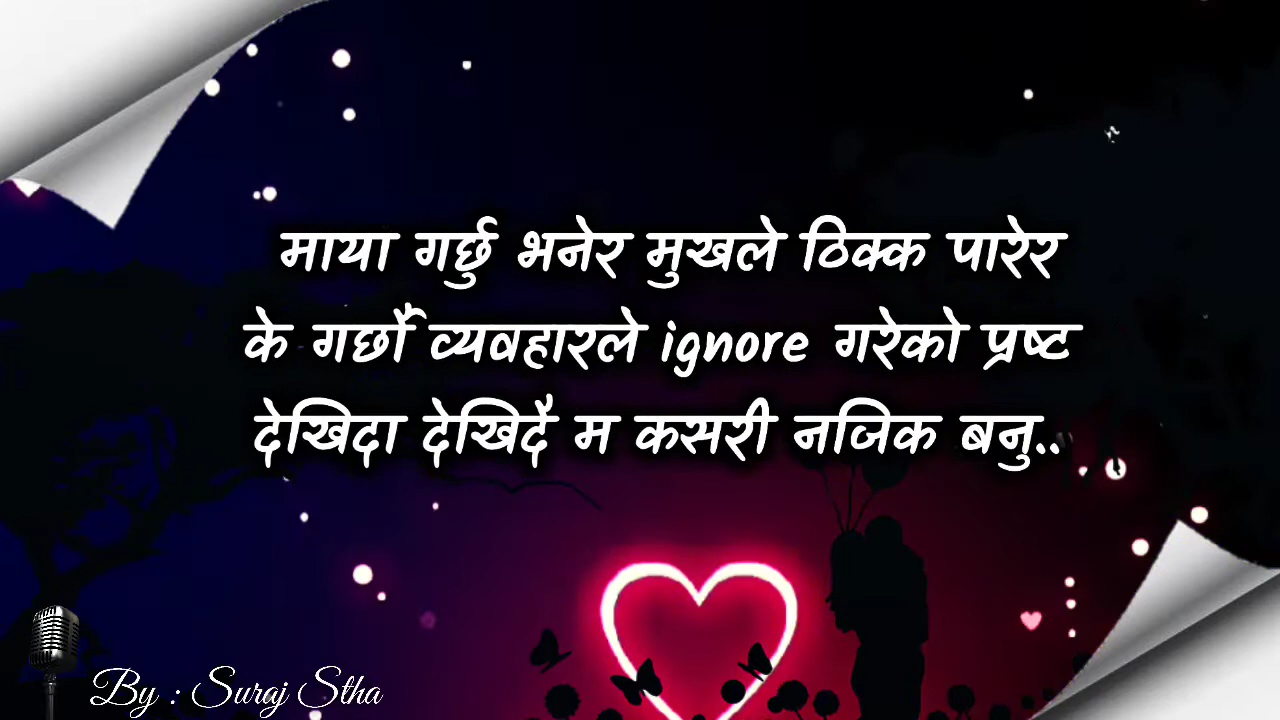 माया गर्छु भनेर मुखले ठिक्क पारेर
के गर्छौ व्यवहारले ignore गरेको प्रष्ट
देखिदा देखिदै म कसरी नजिक बनु..
By : Suraj Stha